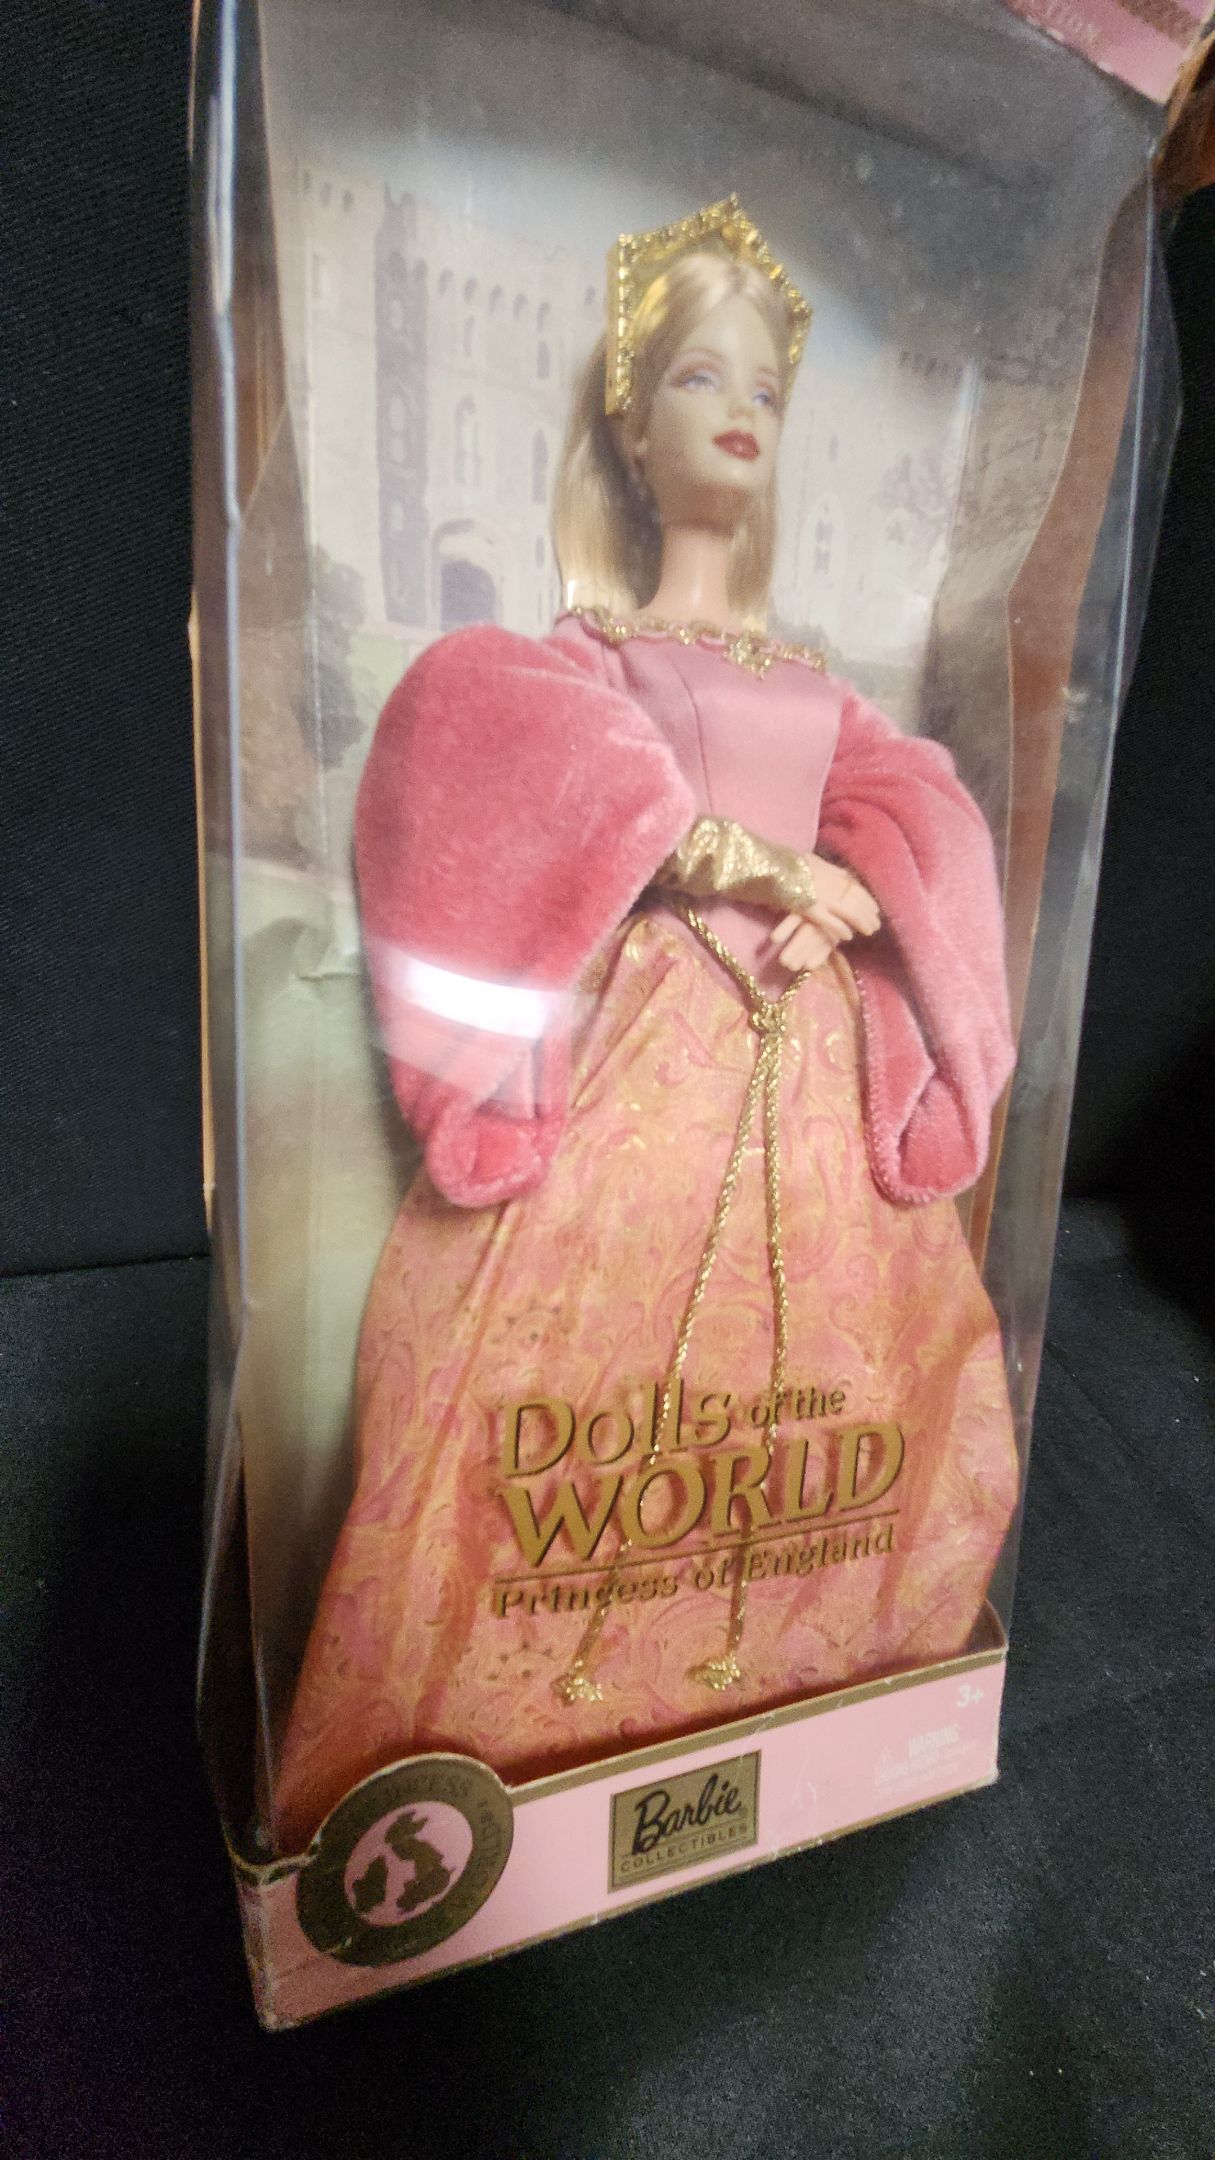 Dolls of the
WORLD
Princess of England
3+
WARNING
Barbie
COLLECTIBLES